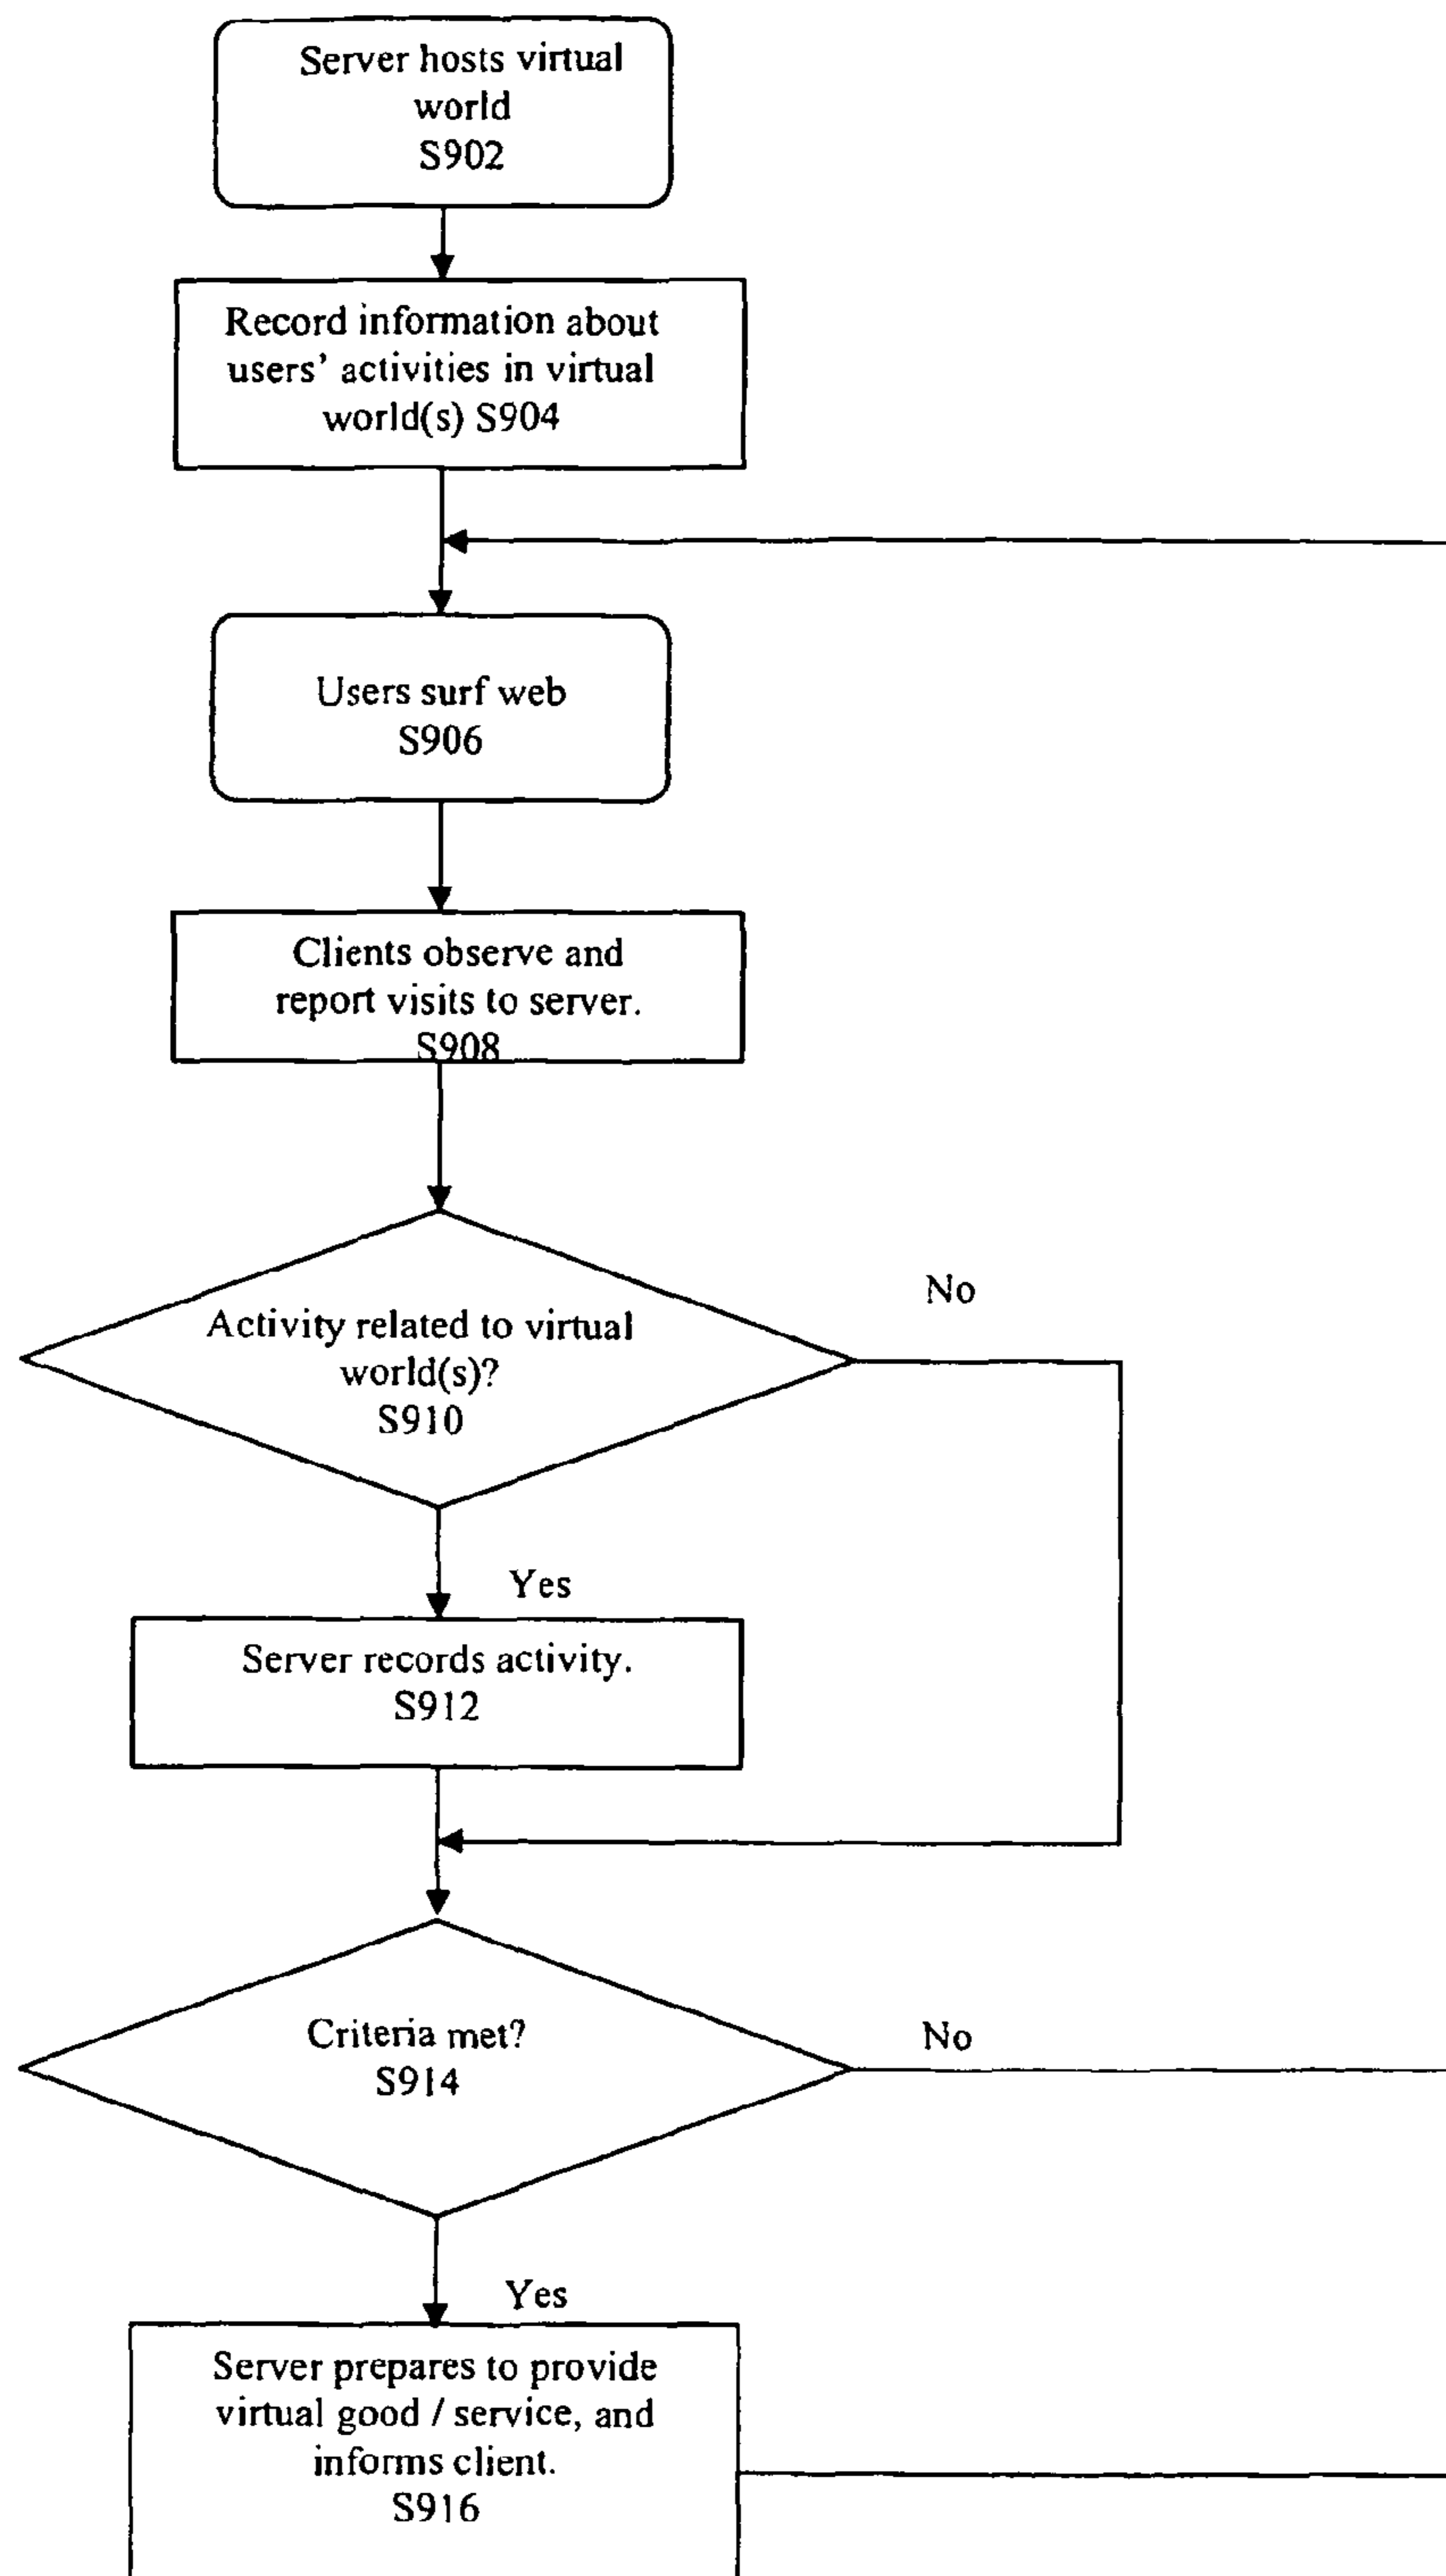 Server hosts virtual
world
S902
Record information about
users' activities in virtual
world(s) S904
Users surf web
S906
Clients observe and
report visits to server.
S908
Activity related to virtual
world(s)?
S910
No
Yes
Server records activity.
S912
Criteria met?
S914
No
Yes
Server prepares to provide
virtual good / service, and
informs client.
S916